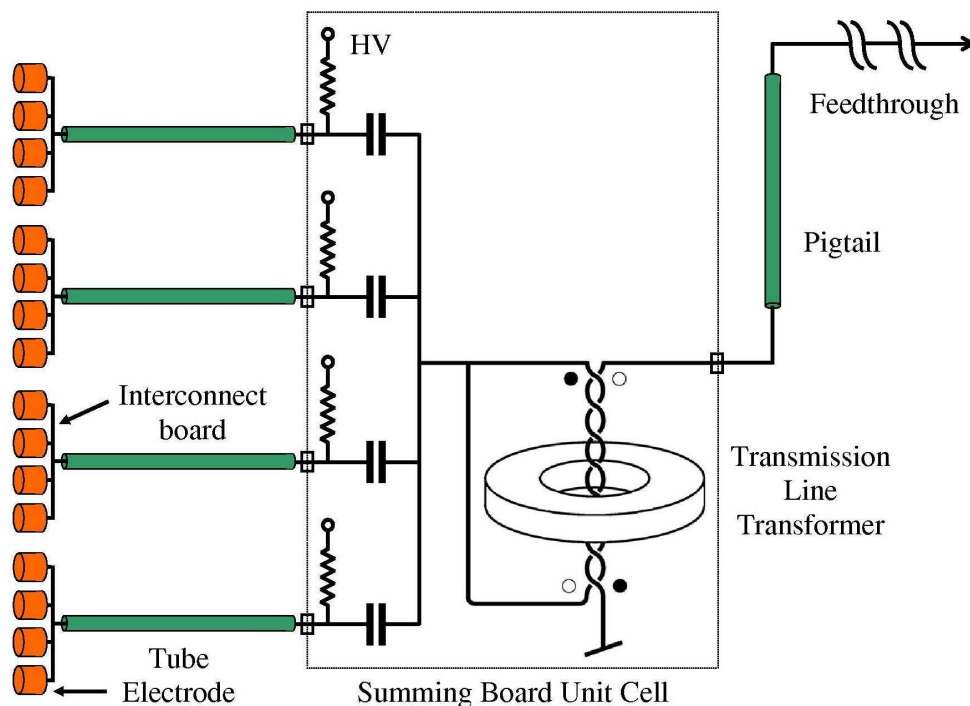 HV
Feedthrough
Pigtail
Interconnect
board
Transmission
Line
Transformer
Tube
Electrode
Summing Board Unit Cell